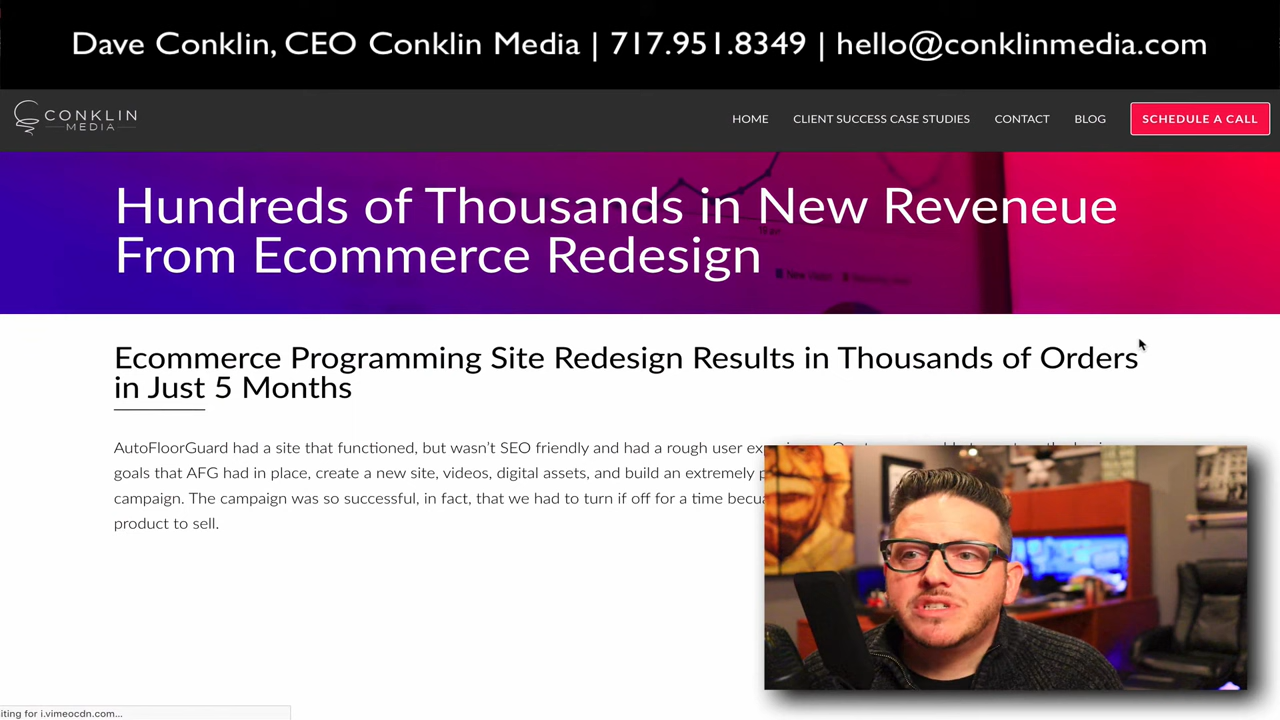 Dave Conklin, CEO Conklin Media | 717.951.8349 | hello@conklinmedia.com
CONKLIN
MEDIA
HOME
CLIENT SUCCESS CASE STUDIES
CONTACT
BLOG
SCHEDULE A CALL
Hundreds of Thousands in New Reveneue
From Ecommerce Redesign
Ecommerce Programming Site Redesign Results in Thousands of Orders
in Just 5 Months
AutoFloorGuard had a site that functioned, but wasn't SEO friendly and had a rough user
goals that AFG had in place, create a new site, videos, digital assets, and build an extremely
campaign. The campaign was so successful, in fact, that we had to turn if off for a time becua
product to sell.
iting for i.vimeocdn.com...